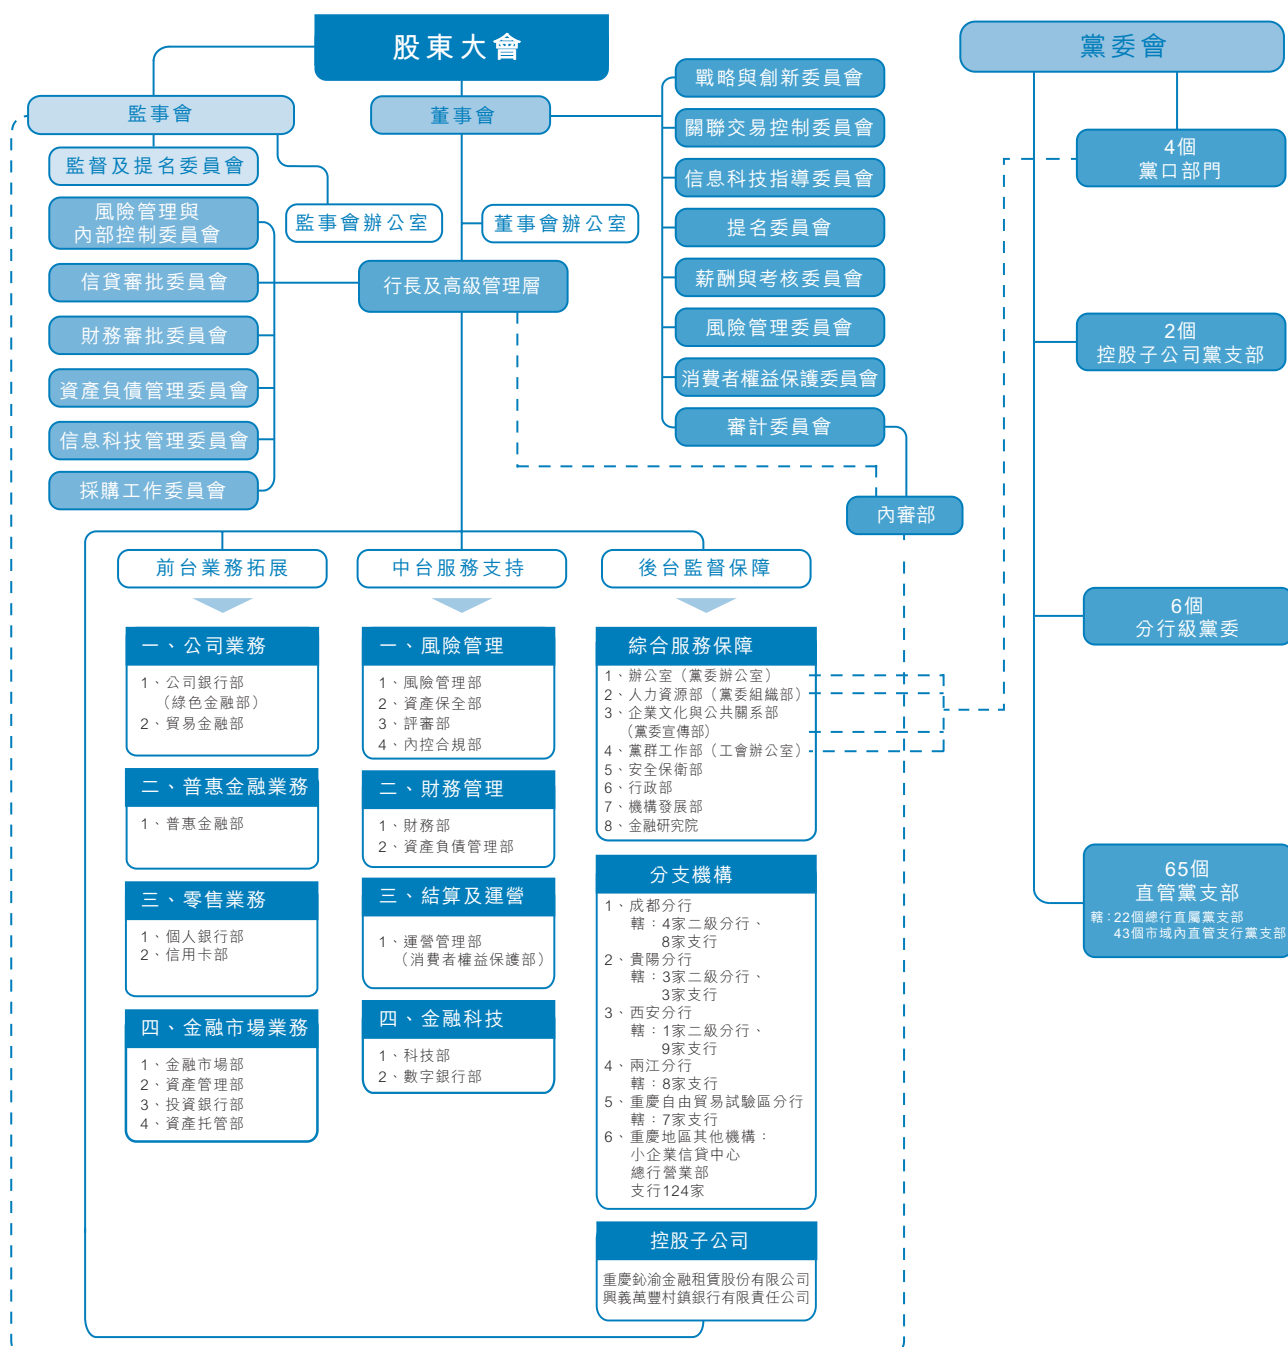 股東大會
監事會
監督及提名委員會
監事會辦公室
董事會
董事會辦公室
戰略與創新委員會
關聯交易控制委員會
信息科技指導委員會
提名委員會
薪酬與考核委員會
風險管理委員會
消費者權益保護委員會
審計委員會
內審部
行長及高級管理層
風險管理與
內部控制委員會
信貸審批委員會
財務審批委員會
資產負債管理委員會
信息科技管理委員會
採購工作委員會
前台業務拓展
一、公司業務
1、公司銀行部
（綠色金融部）
2、貿易金融部
二、普惠金融業務
1、普惠金融部
三、零售業務
1、個人銀行部
2、信用卡部
四、金融市場業務
1、金融市場部
2、資產管理部
3、投資銀行部
4、資產托管部
中台服務支持
一、風險管理
1、風險管理部
2、資產保全部
3、評審部
4、內控合規部
二、財務管理
1、財務部
2、資產負債管理部
三、結算及運營
1、運營管理部
（消費者權益保護部）
四、金融科技
1、科技部
2、數字銀行部
後台監督保障
綜合服務保障
1、辦公室（黨委辦公室）
2、人力資源部（黨委組織部）
3、企業文化與公共關系部
（黨委宣傳部）
4、黨群工作部（工會辦公室）
5、安全保衛部
6、行政部
7、機構發展部
8、金融研究院
分支機構
1、成都分行
轄：4家二級分行、
8家支行
2、貴陽分行
轄：3家二級分行、
3家支行
3、西安分行
轄：1家二級分行、
9家支行
4、兩江分行
轄：8家支行
5、重慶自由貿易試驗區分行
轄：7家支行
6、重慶地區其他機構：
小企業信貸中心
總行營業部
支行124家
控股子公司
重慶鈊渝金融租賃股份有限公司
興義萬豐村鎮銀行有限責任公司
黨委會
4個
黨口部門
2個
控股子公司黨支部
6個
分行級黨委
65個
直管黨支部
轄：22個總行直屬黨支部
43個市域內直管支行黨支部